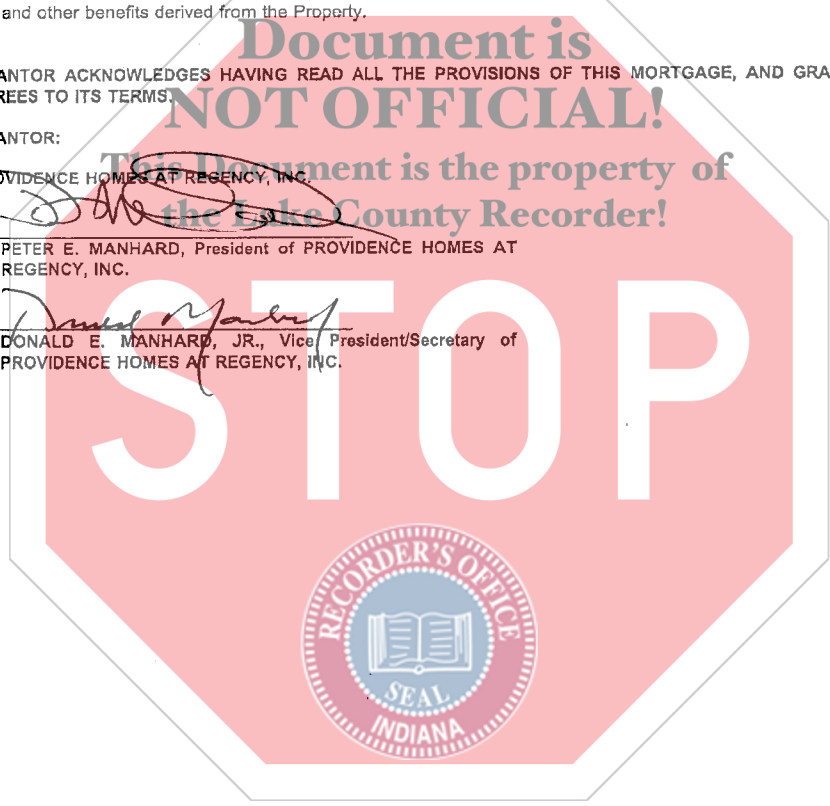 and other benefits derived from the Property.
Document is
ANTOR ACKNOWLEDGES HAVING READ ALL THE PROVISIONS OF THIS MORTGAGE, AND GRA
REES TO ITS TERMS.
NOT OFFICIAL!
ANTOR:
This Document is the property of
OVIDENCE HOMES AT REGENCY, INC.
the Lake County Recorder!
PETER E. MANHARD, President of PROVIDENCE HOMES AT
REGENCY, INC.
DONALD E. MANHARD, JR., Vice President/Secretary of
PROVIDENCE HOMES AT REGENCY, INC.
STOP
RECORDER'S OFFICE
SEAL
INDIANA